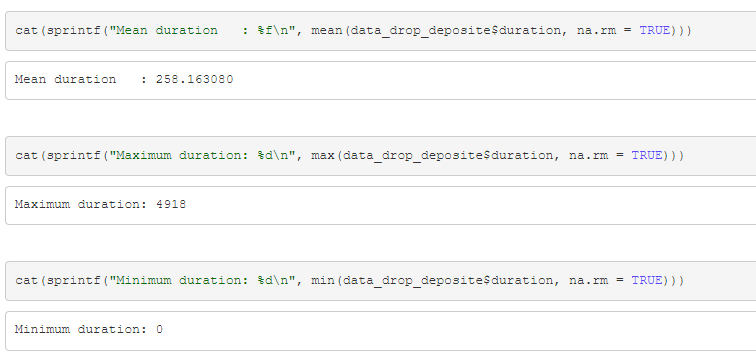 cat(sprintf("Mean duration   : %f\n", mean(data_drop_deposite$duration, na.rm = TRUE)))
Mean duration   : 258.163080
cat(sprintf("Maximum duration: %d\n", max(data_drop_deposite$duration, na.rm = TRUE)))
Maximum duration: 4918
cat(sprintf("Minimum duration: %d\n", min(data_drop_deposite$duration, na.rm = TRUE)))
Minimum duration: 0